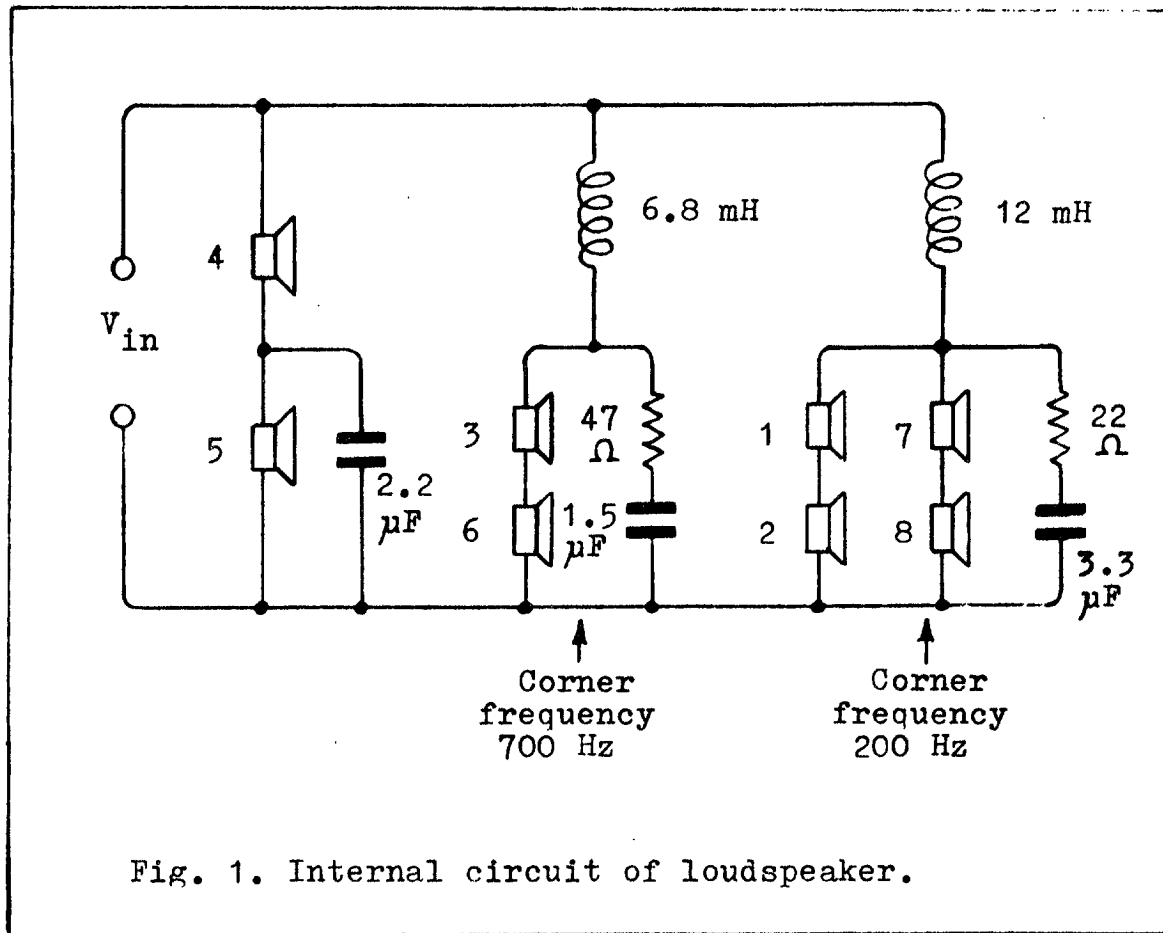 4
V_in
5
2.2
µF
6.8 mH
3
47
Ω
6
1.5
µF
12 mH
1
7
22
Ω
2
8
3.3
µF
Corner
frequency
700 Hz
Corner
frequency
200 Hz
Fig. 1. Internal circuit of loudspeaker.